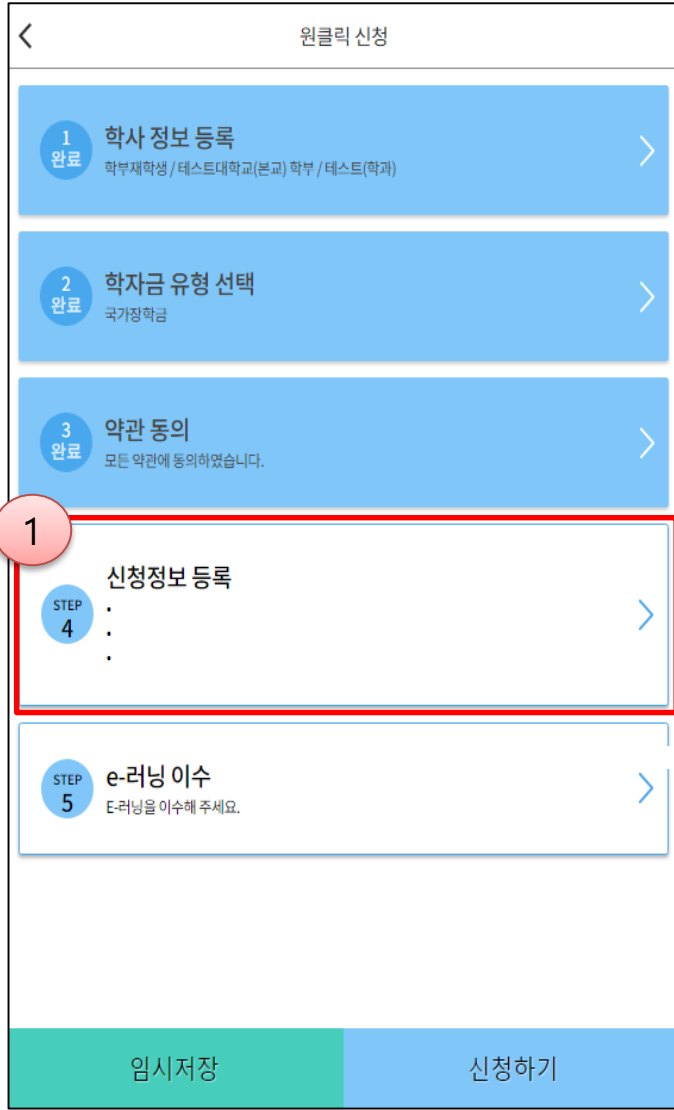 원클릭 신청
1
완료
학사 정보 등록
학부재학생 / 테스트대학교(본교) 학부 / 테스트(학과)
2
완료
학자금 유형 선택
국가장학금
3
완료
약관 동의
모든 약관에 동의하였습니다.
1
STEP
4
신청정보 등록
•
•
•
STEP
5
e-러닝 이수
E-러닝을 이수해 주세요.
임시저장
신청하기